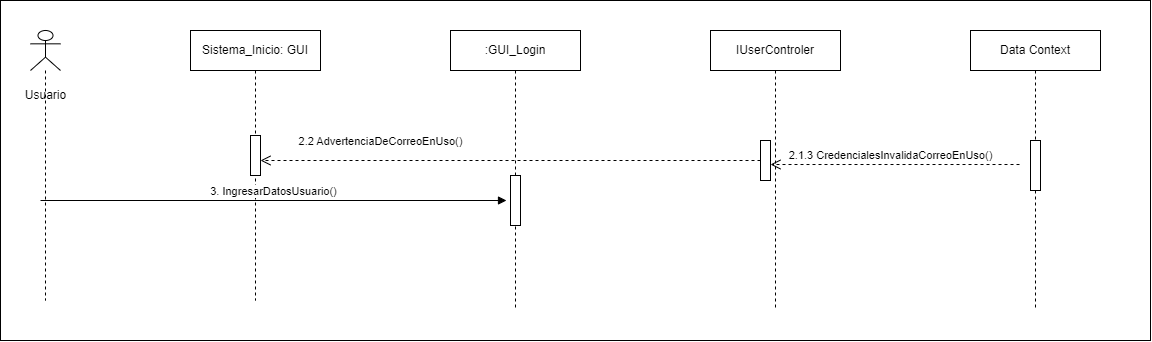 Sistema_Inicio: GUI
:GUI_Login
IUserControler
Data Context
Usuario
2.2 AdvertenciaDeCorreoEnUso()
2.1.3 CredencialesInvalidaCorreoEnUso()
3. IngresarDatosUsuario()